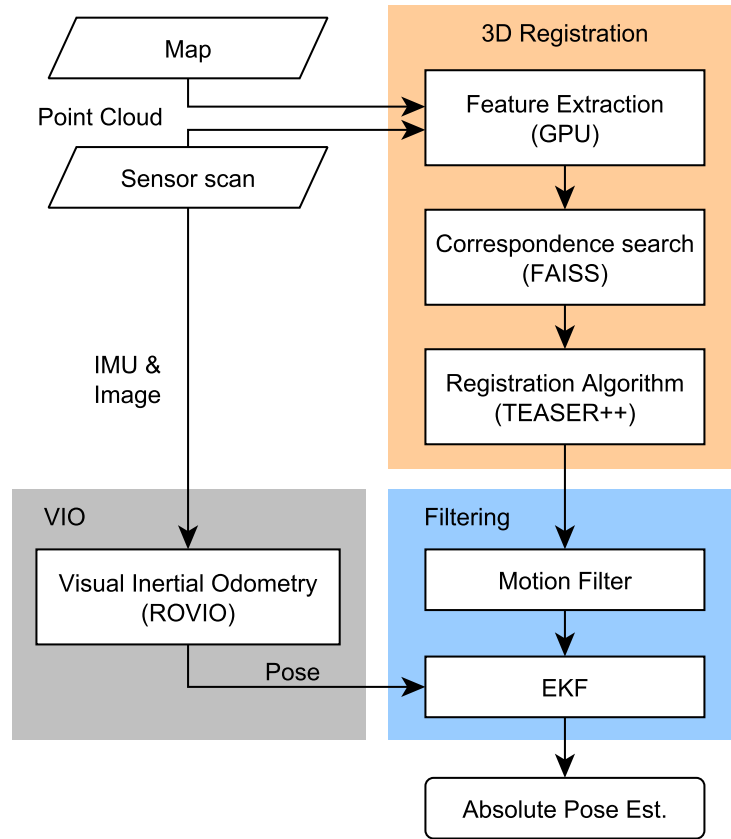 Map
Point Cloud
Sensor scan
3D Registration
Feature Extraction
(GPU)
Correspondence search
(FAISS)
Registration Algorithm
(TEASER++)
IMU &
Image
VIO
Visual Inertial Odometry
(ROVIO)
Pose
Filtering
Motion Filter
EKF
Absolute Pose Est.